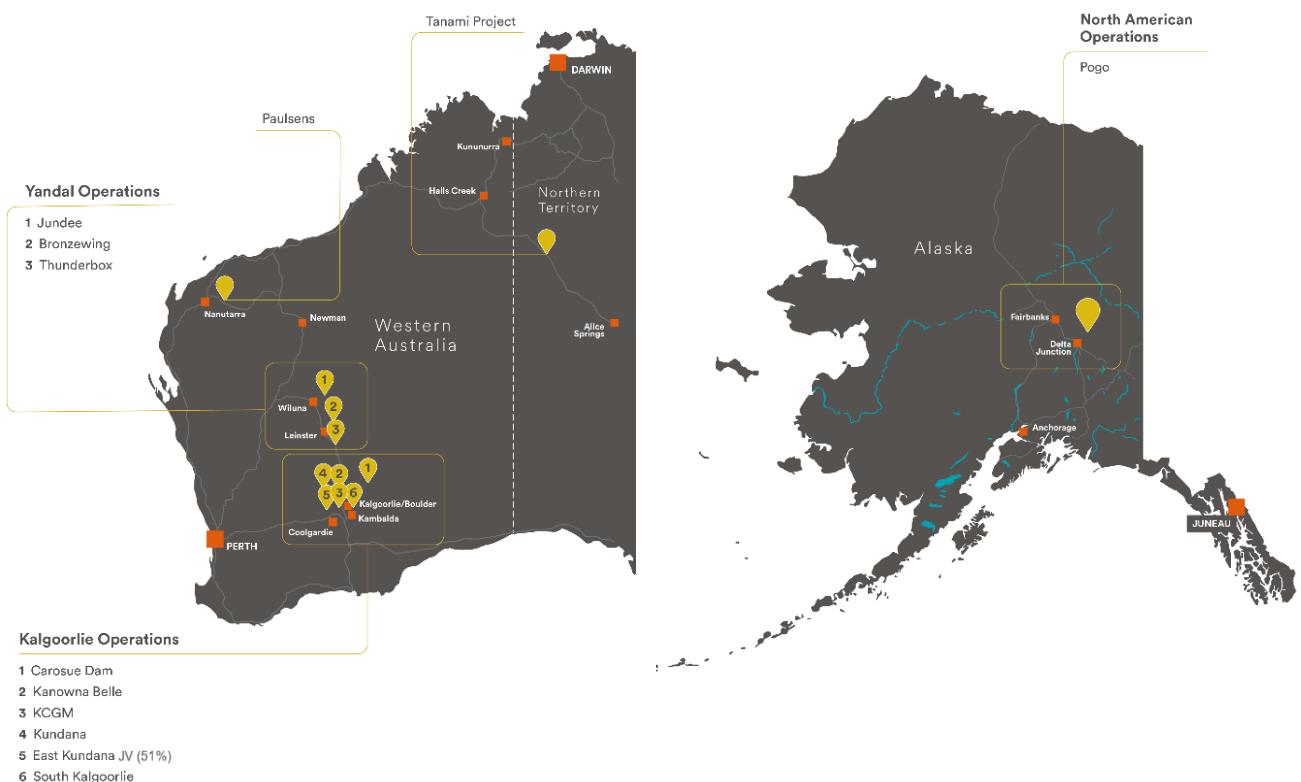 Tanami Project
DARWIN
Paulsens
Kununurra
Yandal Operations
1 Jundee
2 Bronzewing
3 Thunderbox
Halls Creek
Northern
Territory
Nanutarra
Newman
Western
Australia
Alice
Springs
1
Wiluna
2
Leinster
3
4
2
1
5
3
6
Kalgoorlie/Boulder
Kambalda
Coolgardie
PERTH
Kalgoorlie Operations
1 Carosue Dam
2 Kanowna Belle
3 KCGM
4 Kundana
5 East Kundana JV (51%)
6 South Kalgoorlie
North American
Operations
Pogo
Alaska
Fairbanks
Delta
Junction
Anchorage
JUNEAU